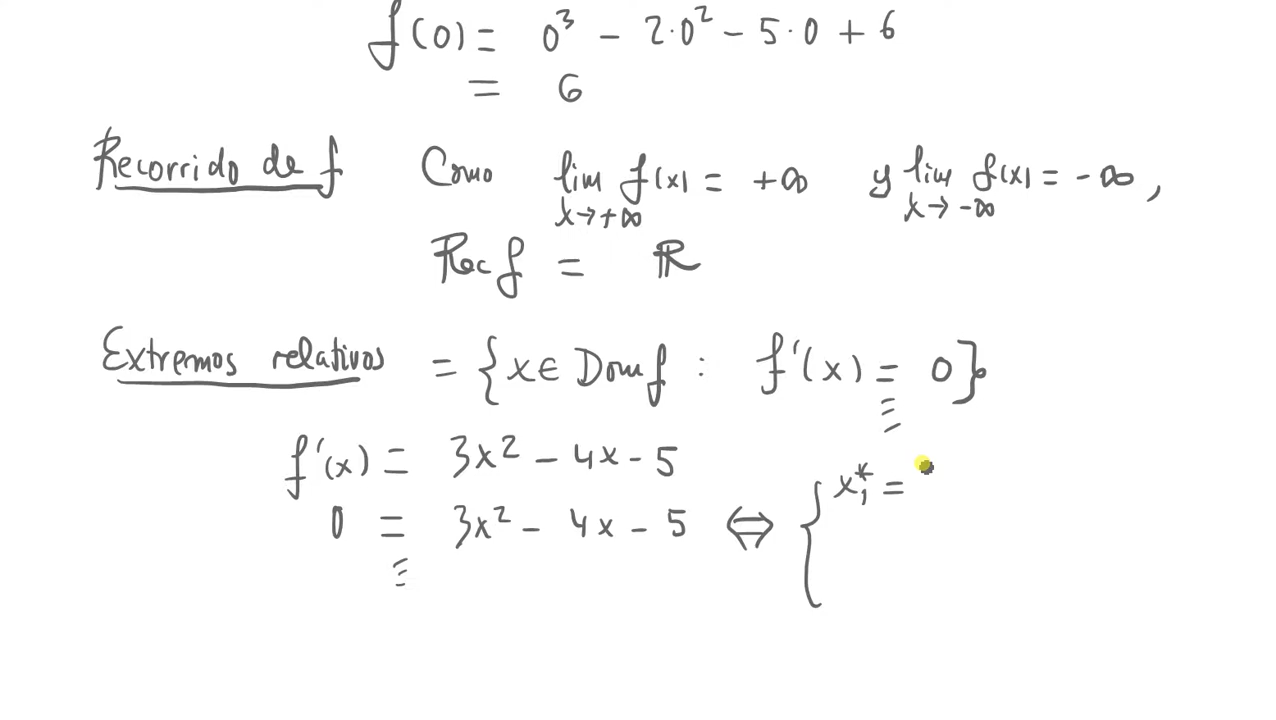 f(0) = 0³ - 2·0² - 5·0 + 6
= 6
Recorrido de f Como lim f(x) = +∞ y lim f(x) = -∞,
x→+∞ x→-∞
Rec f = ℝ
Extremos relativos = {x ∈ Dom f : f'(x) = 0}
f'(x) = 3x² - 4x - 5
0 = 3x² - 4x - 5 ⇔ { x₁* =